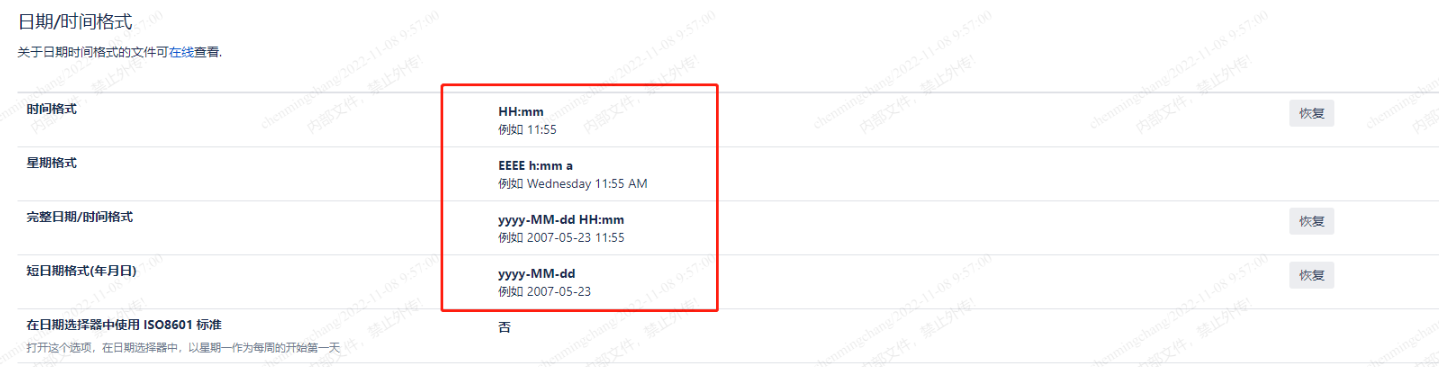 日期/时间格式
关于日期时间格式的文件可在线查看.
时间格式
HH:mm
例如 11:55
恢复
星期格式
EEEE h:mm a
例如 Wednesday 11:55 AM
完整日期/时间格式
yyyy-MM-dd HH:mm
例如 2007-05-23 11:55
恢复
短日期格式(年月日)
yyyy-MM-dd
例如 2007-05-23
恢复
在日期选择器中使用 ISO8601 标准
否
打开这个选项，在日期选择器中，以星期一作为每周的开始第一天
chenmingchang/2022-11-08 9:57:00
内部文件，禁止外传!